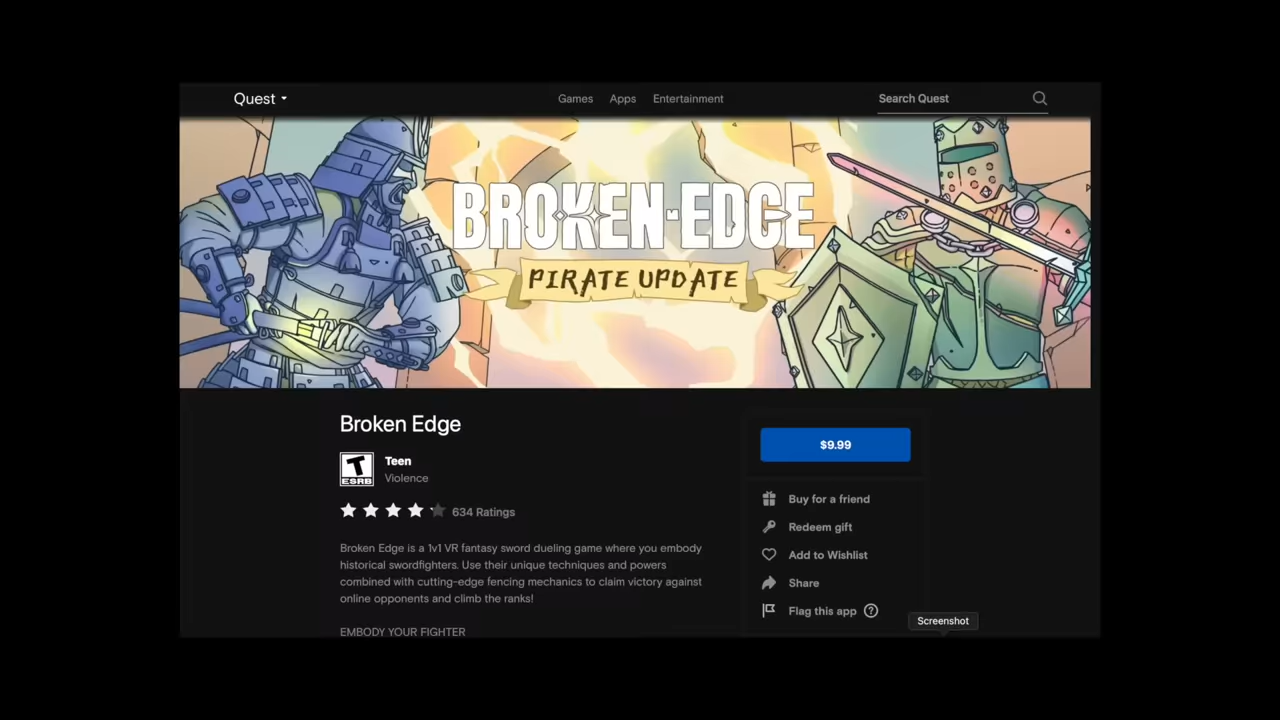 Quest
Games Apps Entertainment
Search Quest
BROKEN·EDGE
PIRATE UPDATE
Broken Edge
T
ESRB
Teen
Violence
634 Ratings
Broken Edge is a 1v1 VR fantasy sword dueling game where you embody
historical swordfighters. Use their unique techniques and powers
combined with cutting-edge fencing mechanics to claim victory against
online opponents and climb the ranks!
EMBODY YOUR FIGHTER
$9.99
Buy for a friend
Redeem gift
Add to Wishlist
Share
Flag this app ?
Screenshot